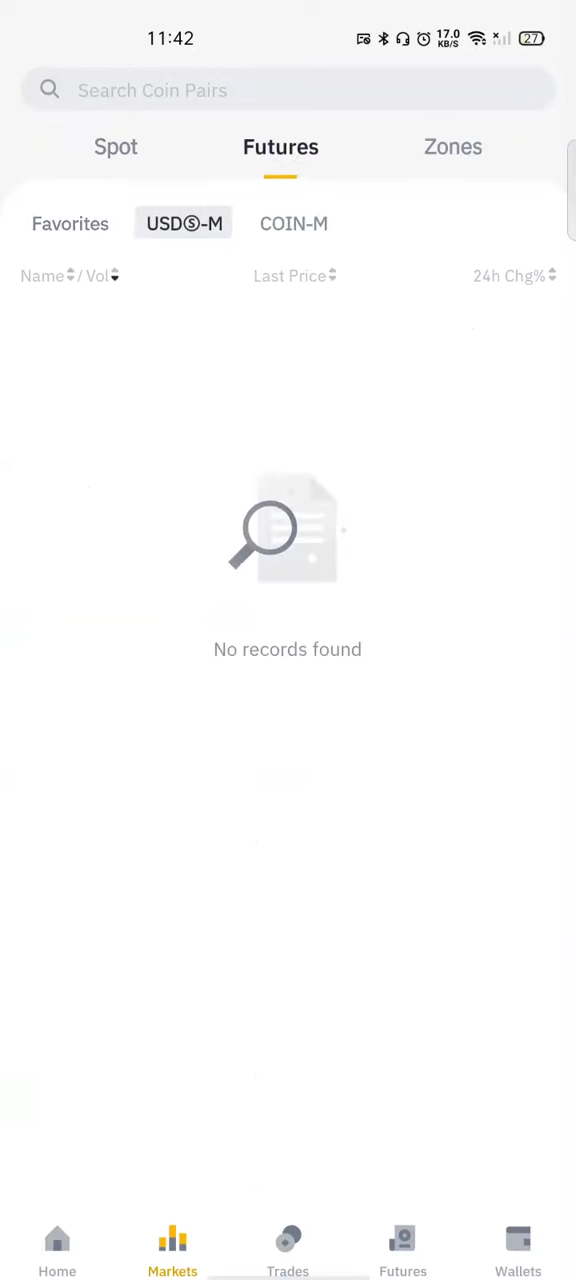 11:42
17.0
KB/S
27
Search Coin Pairs
Spot Futures Zones
Favorites USDⓈ-M COIN-M
Name / Vol Last Price 24h Chg%
No records found
Home Markets Trades Futures Wallets